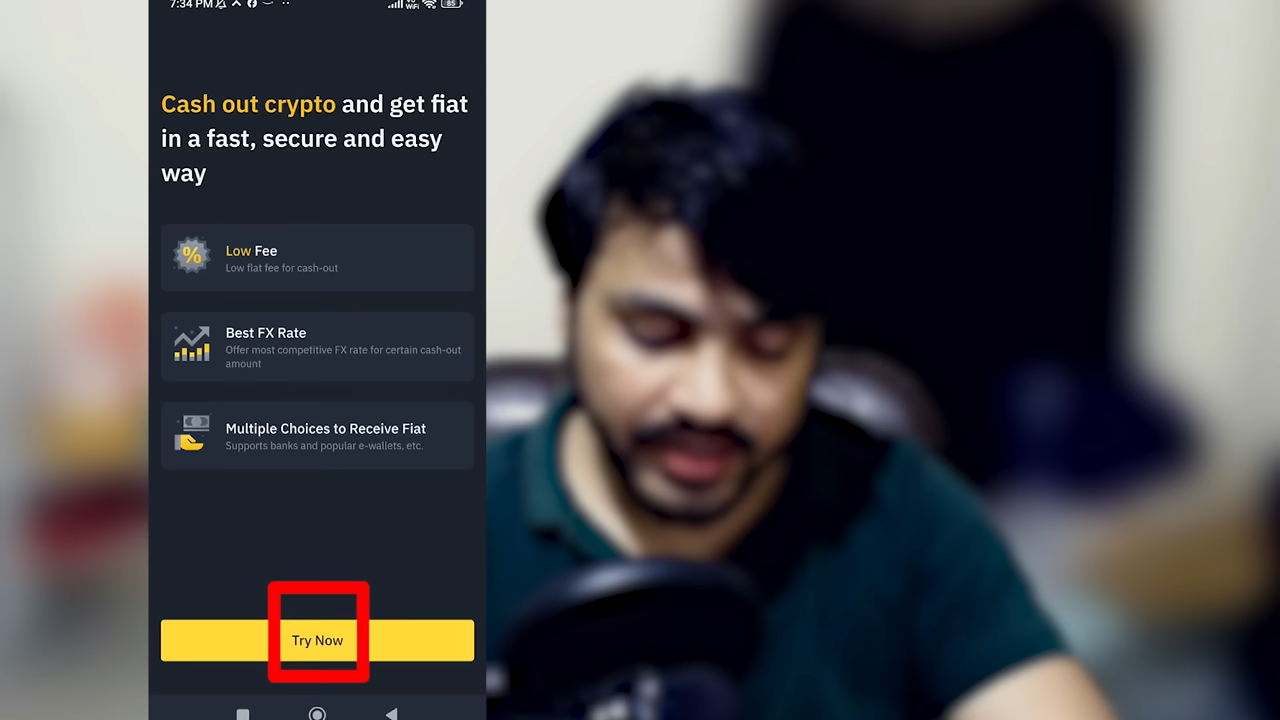 7:34 PM
85
Cash out crypto and get fiat
in a fast, secure and easy
way
%
Low Fee
Low flat fee for cash-out
Best FX Rate
Offer most competitive FX rate for certain cash-out
amount
Multiple Choices to Receive Fiat
Supports banks and popular e-wallets, etc.
Try Now